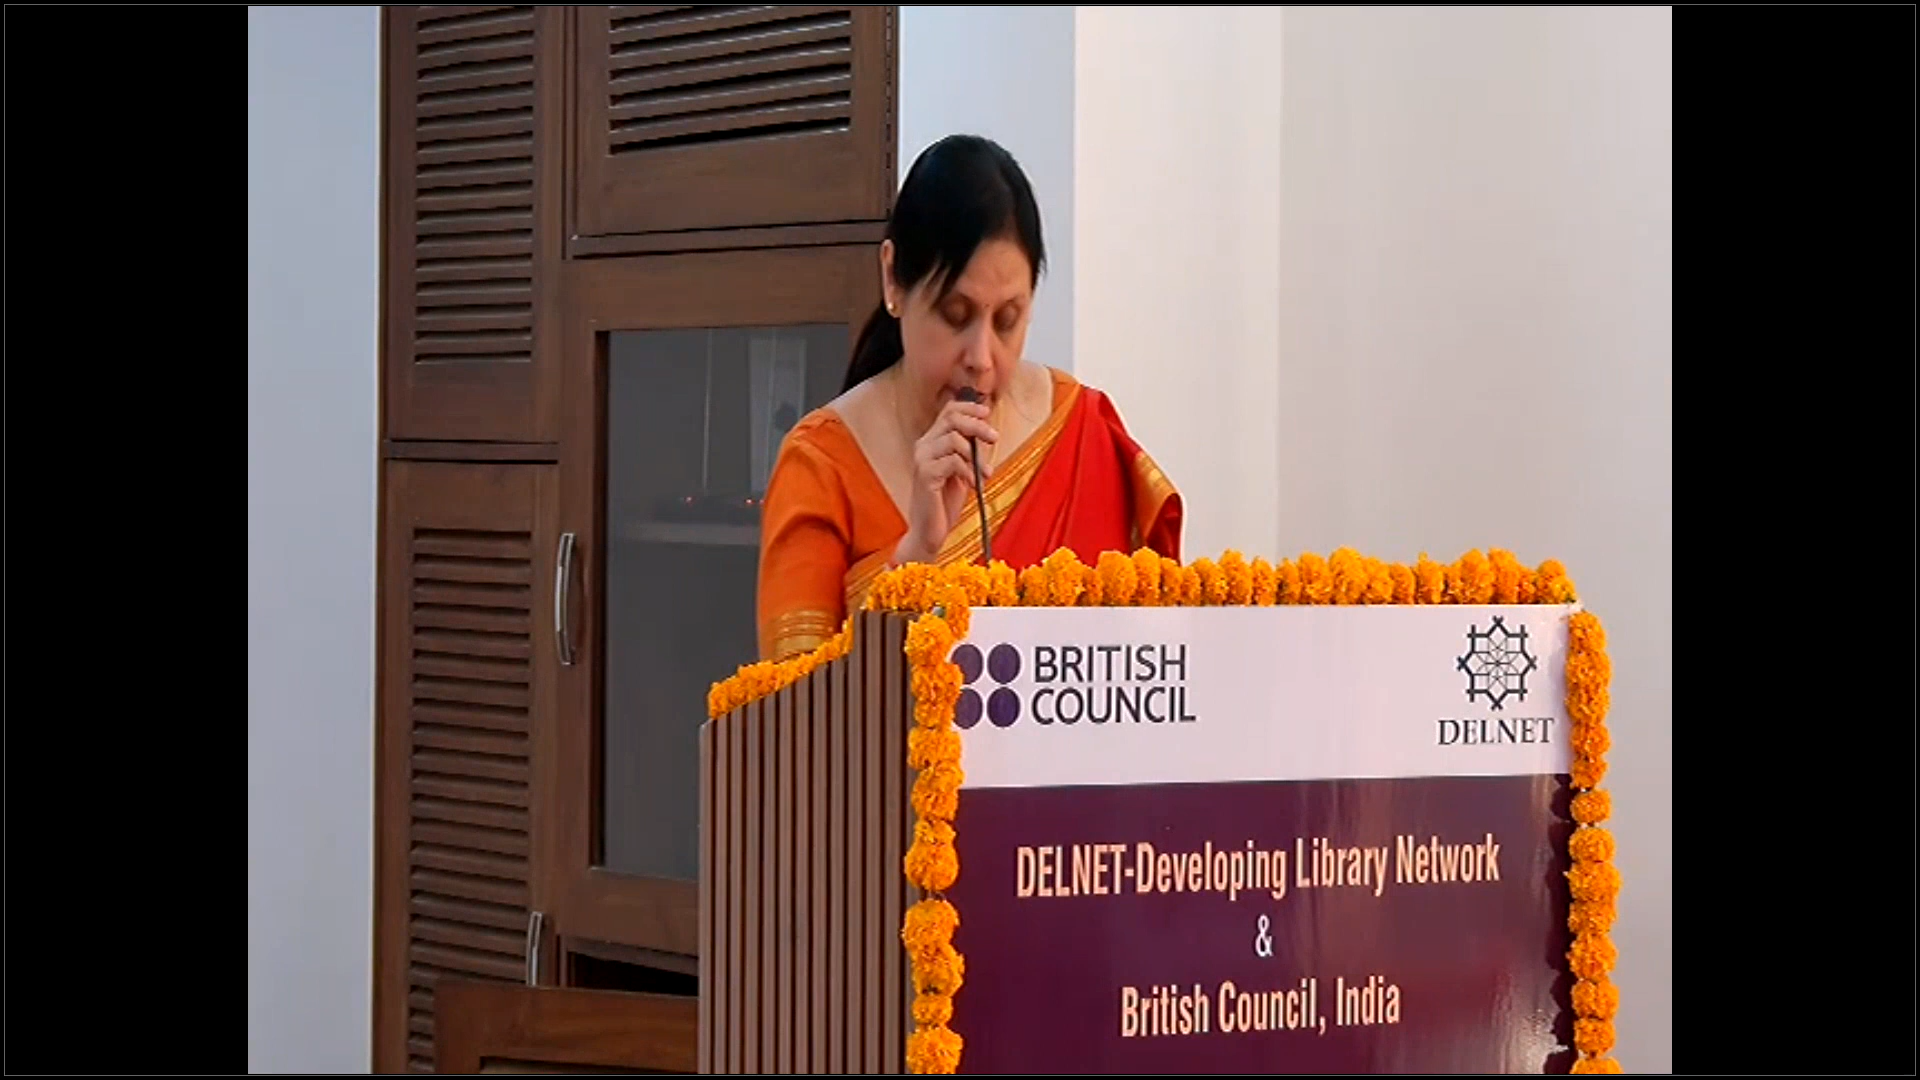 BRITISH
COUNCIL
DELNET
DELNET-Developing Library Network
&
British Council, India